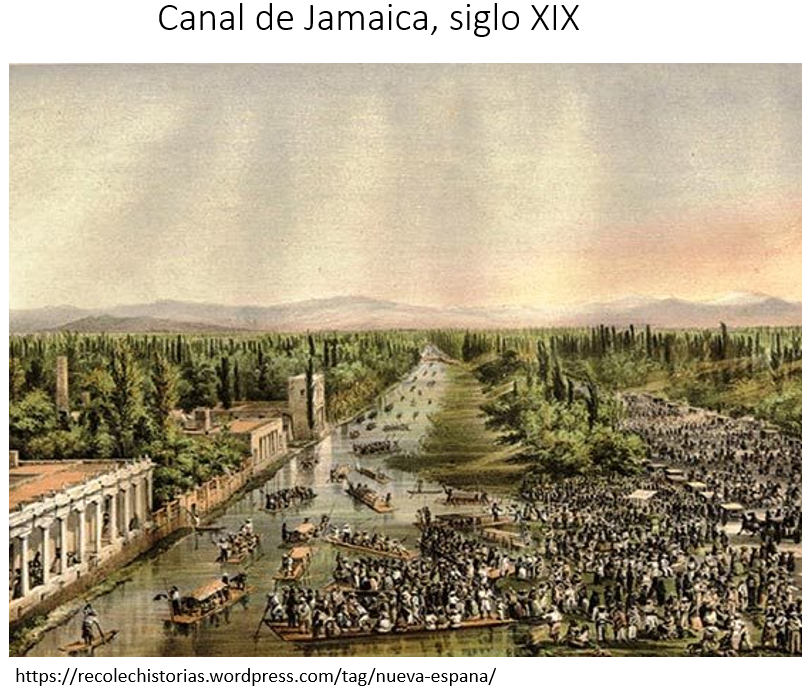 Canal de Jamaica, siglo XIX
https://recolechistorias.wordpress.com/tag/nueva-espana/